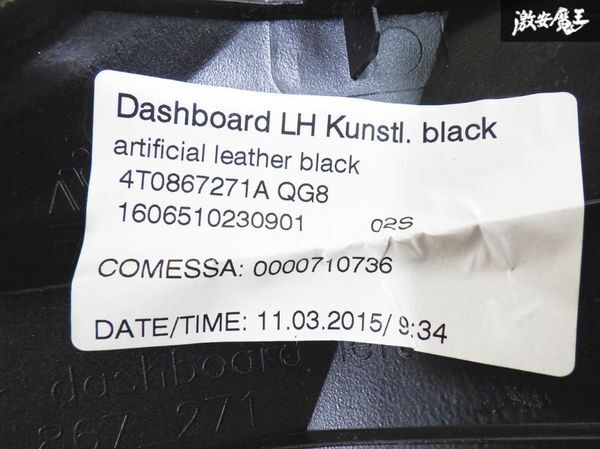 激安魔王
Dashboard LH Kunstl. black
artificial leather black
4T0867271A QG8
1606510230901 02S
COMESSA: 0000710736
DATE/TIME: 11.03.2015/ 9:34
dashboard left
867 271